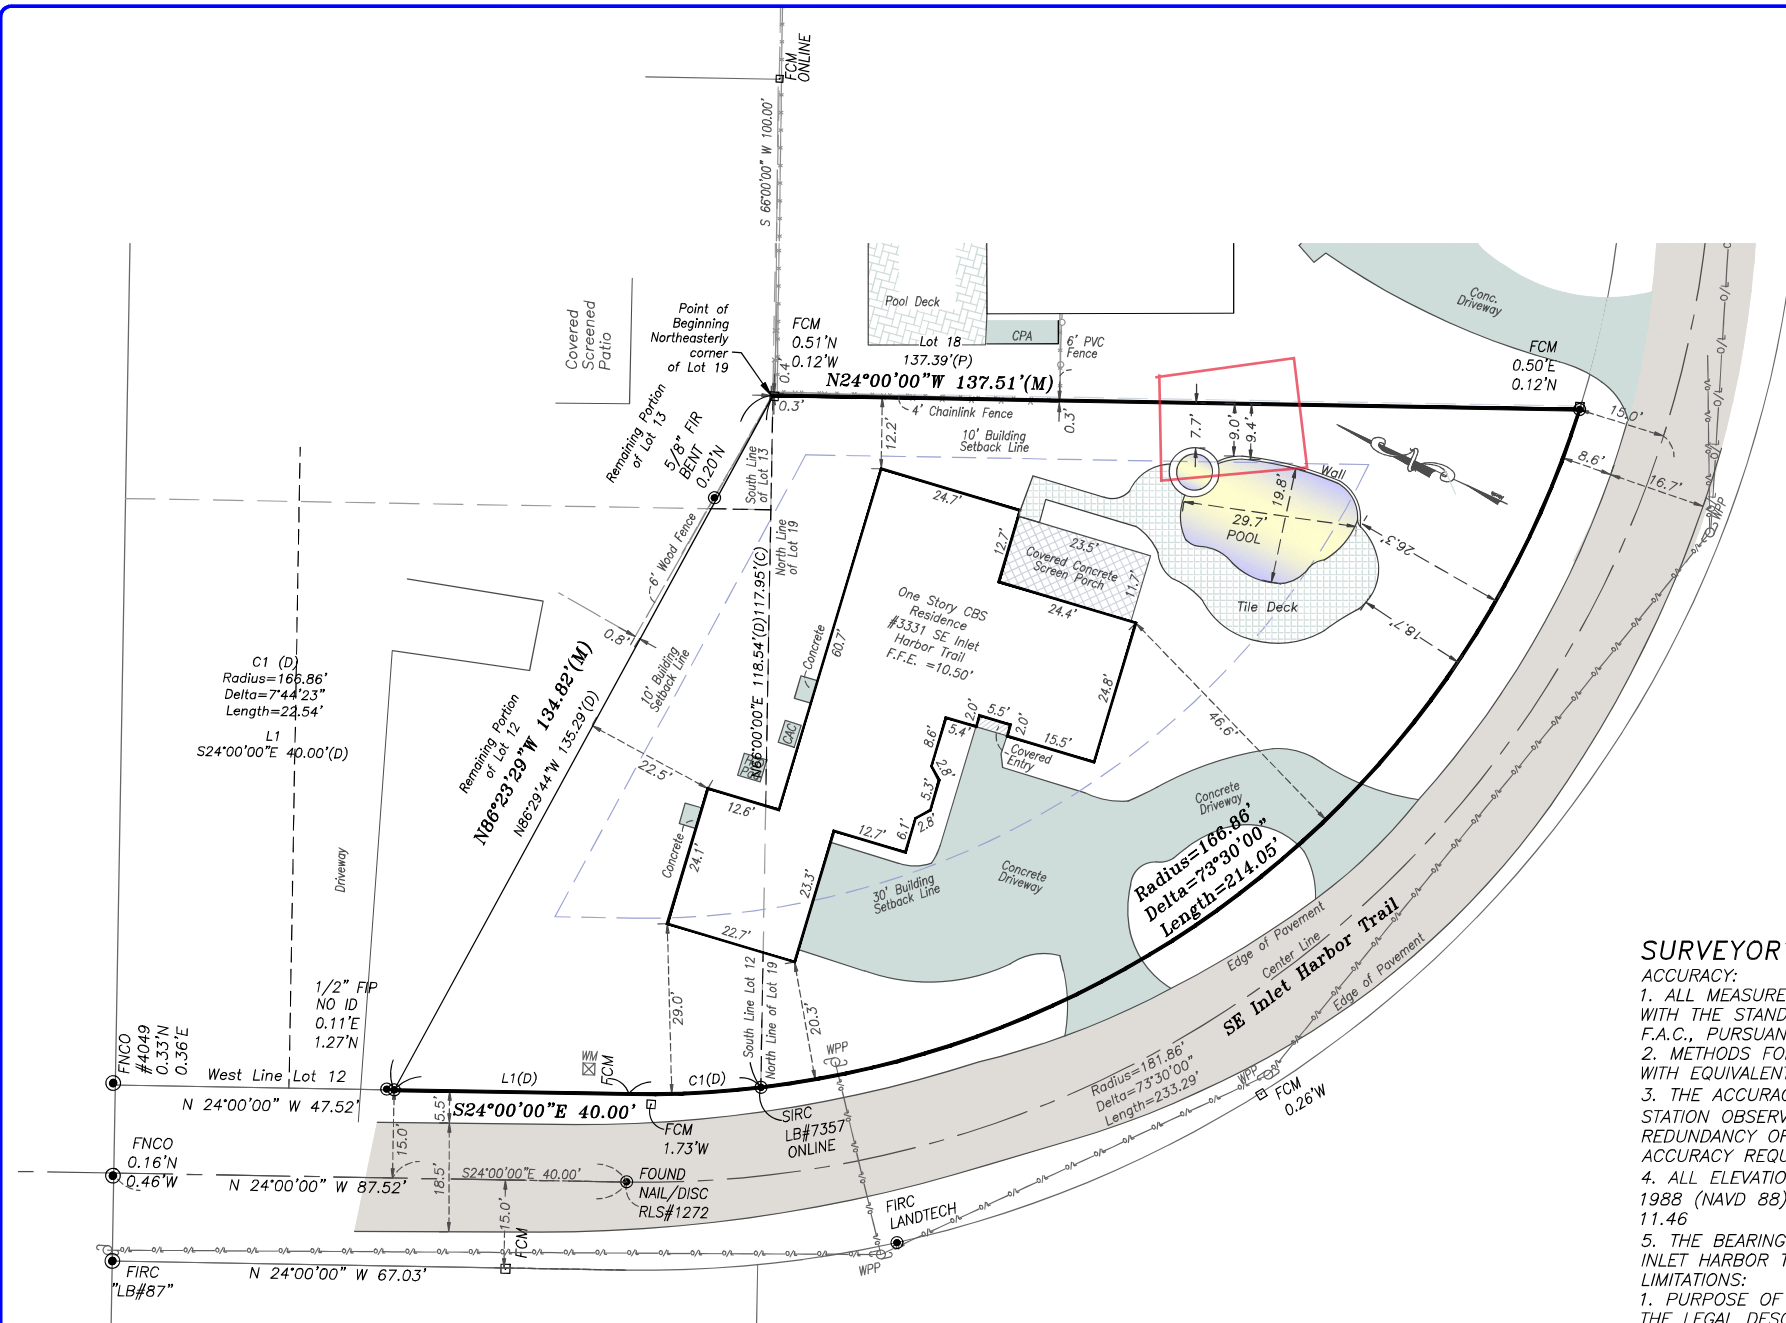 FCM
ONLINE
S 66°00'00" W 100.00'
Covered
Screened
Patio
Point of
Beginning
Northeasterly
corner
of Lot 19
FCM
0.51'N
0.12'W
0.4'
0.3'
Pool Deck
CPA
Lot 18
137.39'(P)
N24°00'00"W 137.51'(M)
6' PVC
Fence
4' Chainlink Fence
0.3'
10' Building
Setback Line
12.2'
Conc.
Driveway
FCM
0.50'E
0.12'N
15.0'
8.6'
16.7'
WPP
7.7'
9.0'
9.4'
Wall
19.8'
29.7'
POOL
26.3'
18.7'
Tile Deck
Remaining Portion
of Lot 13
5/8" FIR
BENT
0.20'N
South Line
of Lot 13
North Line
of Lot 19
6' Wood Fence
0.8'
10' Building
Setback Line
24.7'
12.7'
23.5'
Covered Concrete
Screen Porch
11.7'
24.4'
One Story CBS
Residence
#3331 SE Inlet
Harbor Trail
F.F.E. =10.50'
60.7'
Concrete
CAC
N66°00'00"E 118.54'(D)117.95'(C)
24.8'
46.6'
5.5'
2.0'
2.0'
5.4'
15.5'
8.6'
2.8'
5.3'
2.8'
6.1'
12.7'
Covered
Entry
Concrete
Driveway
Concrete
Driveway
30' Building
Setback Line
23.3'
22.7'
24.1'
12.6'
Concrete
22.5'
29.0'
20.3'
C1 (D)
Radius=166.86'
Delta=7°44'23"
Length=22.54'
L1
S24°00'00"E 40.00'(D)
Remaining Portion
of Lot 12
N86°23'29"W 134.82'(M)
N86°29'44"W 135.29'(D)
Driveway
Radius=166.86'
Delta=73°30'00"
Length=214.05'
Edge of Pavement
Center Line
SE Inlet Harbor Trail
Edge of Pavement
Radius=181.86'
Delta=73°30'00"
Length=233.29'
South Line Lot 12
North Line of Lot 19
1/2" FIP
NO ID
0.11'E
1.27'N
FNCO
#4049
0.33'N
0.36'E
West Line Lot 12
N 24°00'00" W 47.52'
WM
FCM
L1(D)
C1(D)
S24°00'00"E 40.00'
5.5'
15.0'
18.5'
FCM
1.73'W
SIRC
LB#7357
ONLINE
WPP
WPP
FCM
0.26'W
FNCO
0.16'N
0.46'W
N 24°00'00" W 87.52'
S24°00'00"E 40.00'
FOUND
NAIL/DISC
RLS#1272
15.0'
FCM
FIRC
LANDTECH
WPP
FIRC
"LB#87"
N 24°00'00" W 67.03'
SURVEYOR'
ACCURACY:
1. ALL MEASURE
WITH THE STAND
F.A.C., PURSUAN
2. METHODS FO
WITH EQUIVALENT
3. THE ACCURAC
STATION OBSERV
REDUNDANCY OF
ACCURACY REQU
4. ALL ELEVATIO
1988 (NAVD 88)
11.46
5. THE BEARING
INLET HARBOR T
LIMITATIONS:
1. PURPOSE OF
THE LEGAL DESC